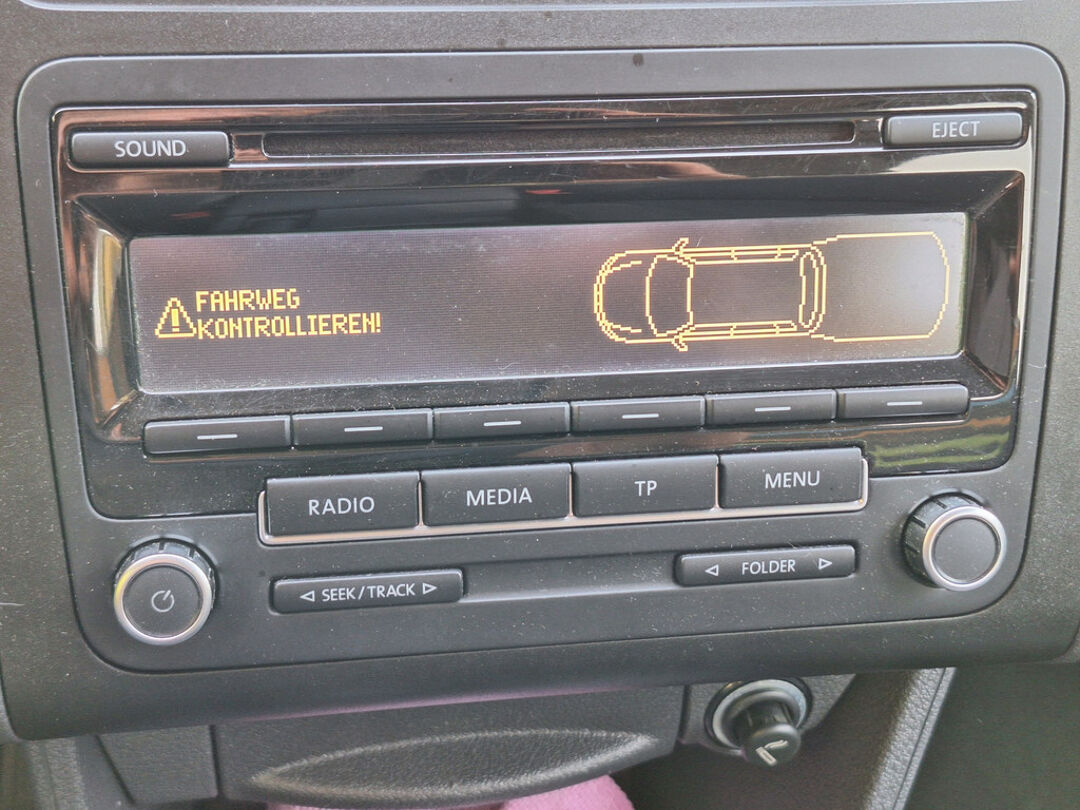 SOUND
EJECT
FAHRWEG
KONTROLLIEREN!
RADIO
MEDIA
TP
MENU
SEEK/TRACK
FOLDER